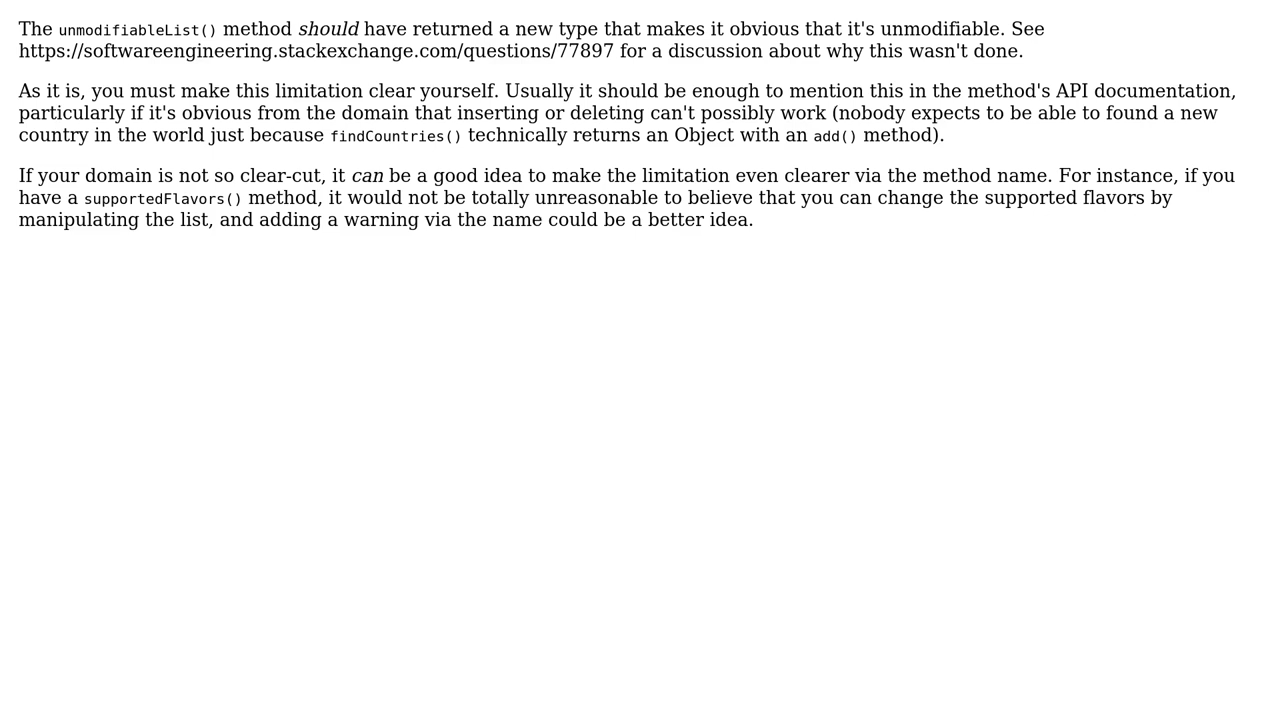 The unmodifiableList() method should have returned a new type that makes it obvious that it's unmodifiable. See
https://softwareengineering.stackexchange.com/questions/77897 for a discussion about why this wasn't done.
As it is, you must make this limitation clear yourself. Usually it should be enough to mention this in the method's API documentation,
particularly if it's obvious from the domain that inserting or deleting can't possibly work (nobody expects to be able to found a new
country in the world just because findCountries() technically returns an Object with an add() method).
If your domain is not so clear-cut, it can be a good idea to make the limitation even clearer via the method name. For instance, if you
have a supportedFlavors() method, it would not be totally unreasonable to believe that you can change the supported flavors by
manipulating the list, and adding a warning via the name could be a better idea.